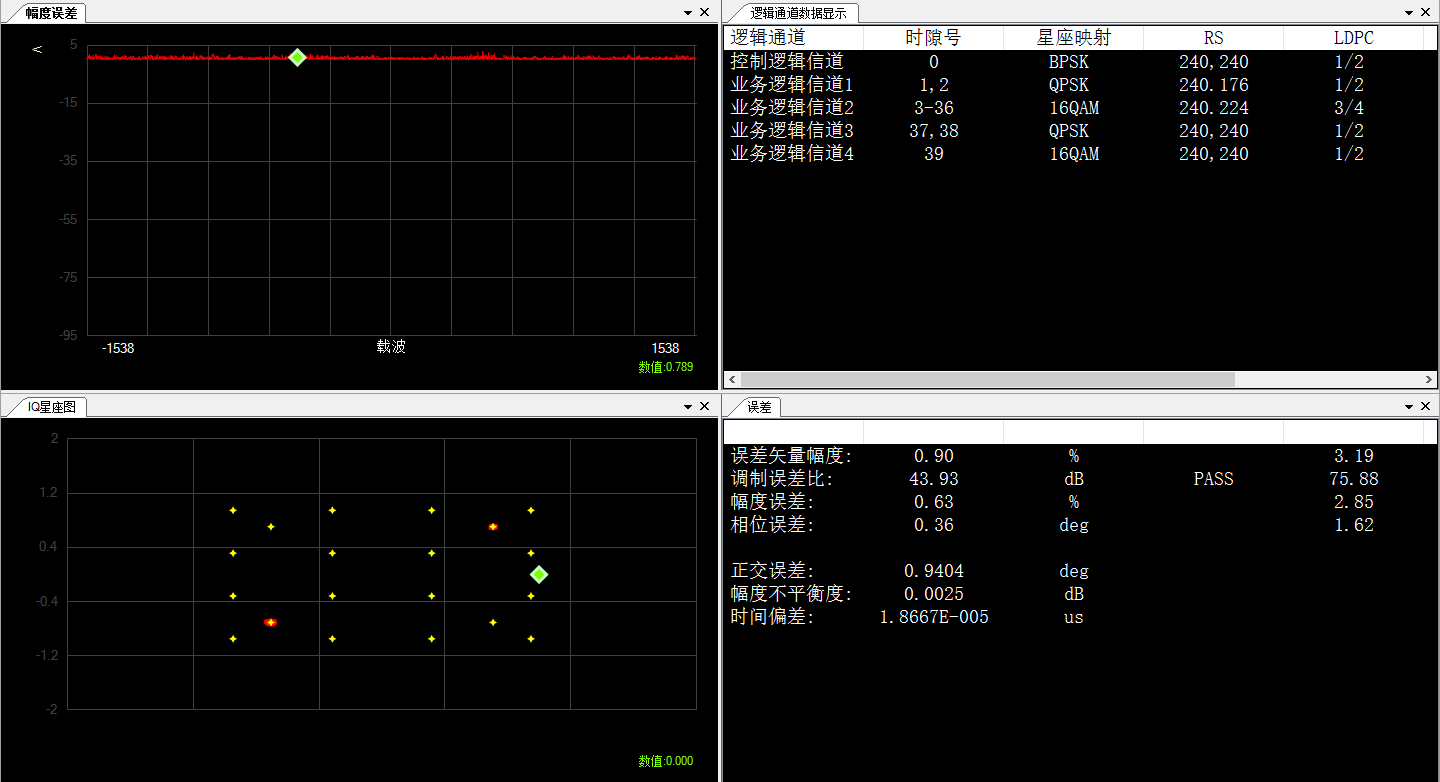 幅度误差
<
5
-15
-35
-55
-75
-95
-1538 载波 1538
数值:0.789
逻辑通道数据显示
逻辑通道 时隙号 星座映射 RS LDPC
控制逻辑信道 0 BPSK 240,240 1/2
业务逻辑信道1 1,2 QPSK 240.176 1/2
业务逻辑信道2 3-36 16QAM 240.224 3/4
业务逻辑信道3 37,38 QPSK 240,240 1/2
业务逻辑信道4 39 16QAM 240,240 1/2
IQ星座图
2
1.2
0.4
-0.4
-1.2
-2
数值:0.000
误差
误差矢量幅度: 0.90 % 3.19
调制误差比: 43.93 dB PASS 75.88
幅度误差: 0.63 % 2.85
相位误差: 0.36 deg 1.62
正交误差: 0.9404 deg
幅度不平衡度: 0.0025 dB
时间偏差: 1.8667E-005 us